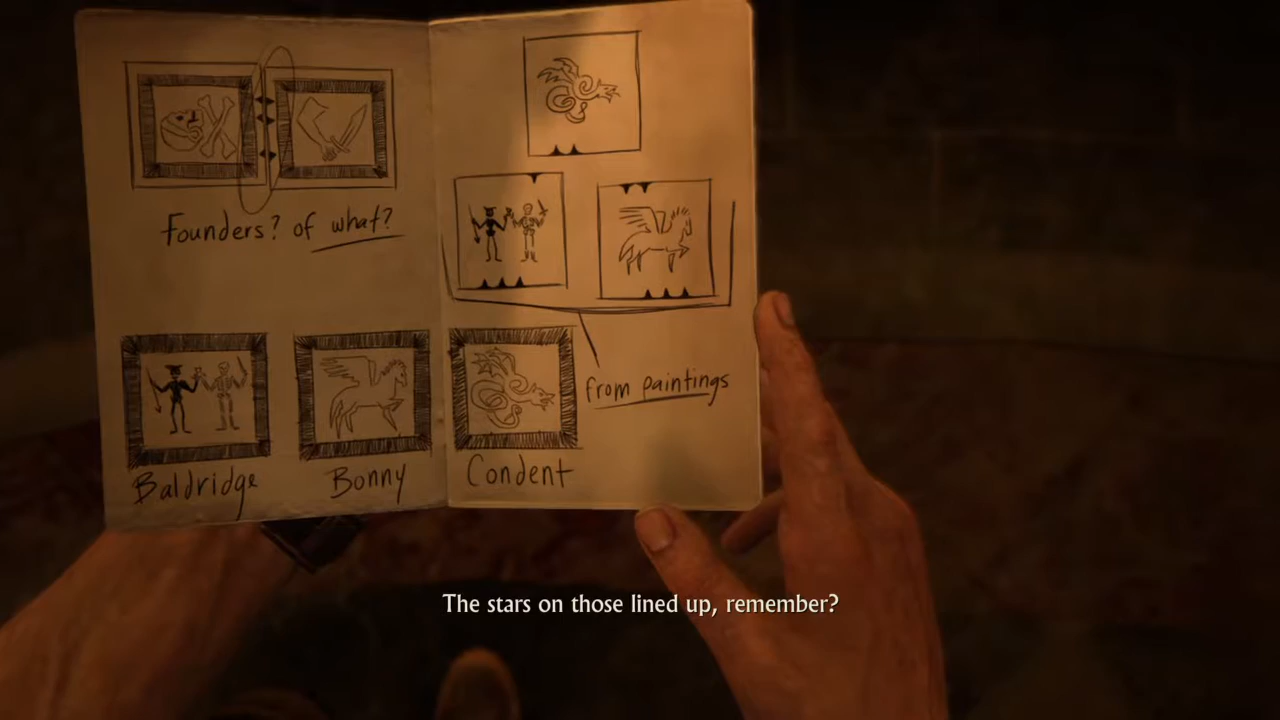 Founders? of what?
from paintings
Baldridge
Bonny
Condent
The stars on those lined up, remember?